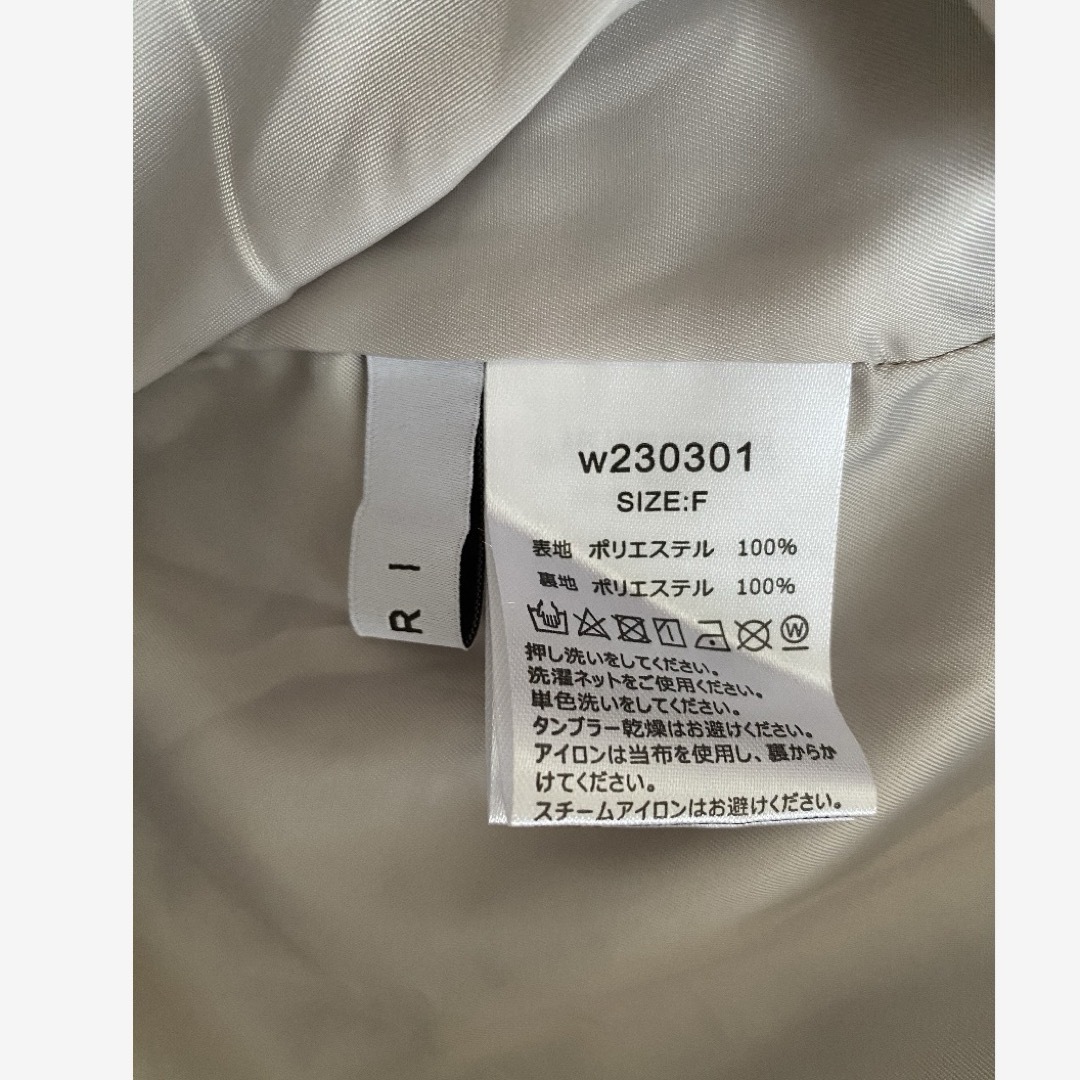 R I
w230301
SIZE:F
表地 ポリエステル 100%
裏地 ポリエステル 100%
W
押し洗いをしてください。
洗濯ネットをご使用ください。
単色洗いをしてください。
タンブラー乾燥はお避けください。
アイロンは当布を使用し、裏からか
けてください。
スチームアイロンはお避けください。